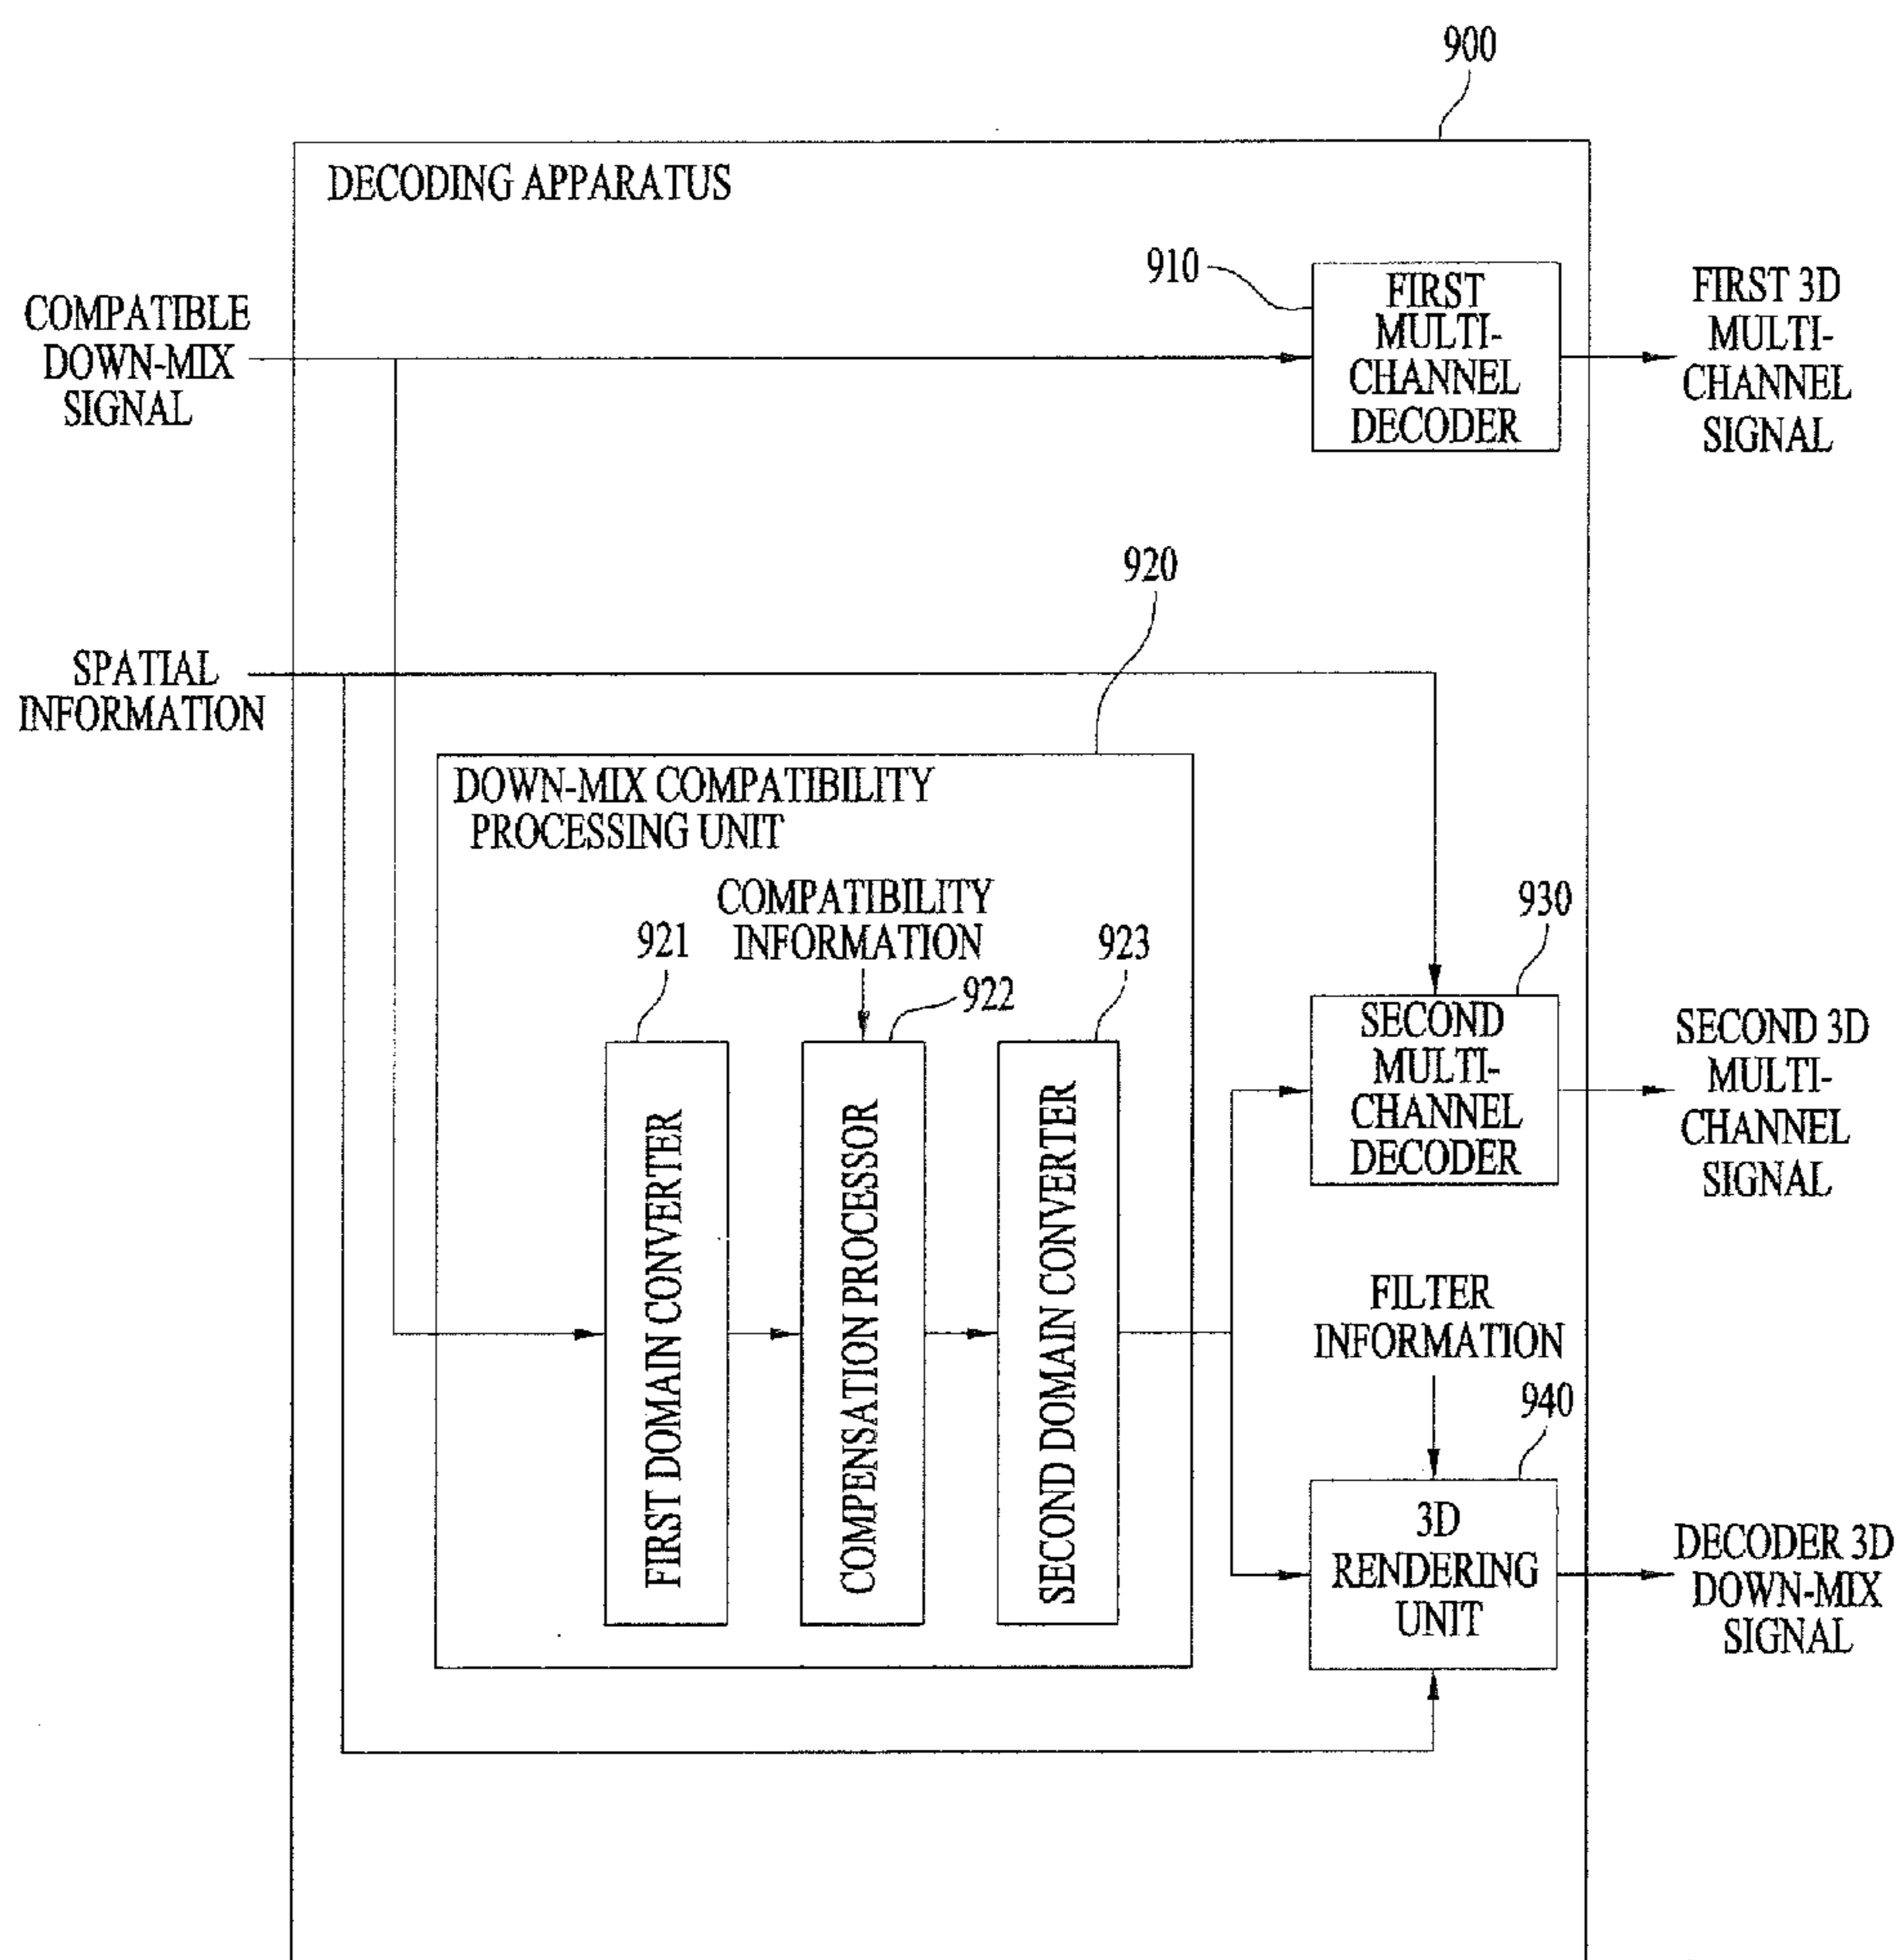 900
DECODING APPARATUS
910
FIRST
MULTI-
CHANNEL
DECODER
FIRST 3D
MULTI-
CHANNEL
SIGNAL
COMPATIBLE
DOWN-MIX
SIGNAL
920
SPATIAL
INFORMATION
DOWN-MIX COMPATIBILITY
PROCESSING UNIT
COMPATIBILITY
INFORMATION
921
922
923
FIRST DOMAIN CONVERTER
COMPENSATION PROCESSOR
SECOND DOMAIN CONVERTER
930
SECOND
MULTI-
CHANNEL
DECODER
SECOND 3D
MULTI-
CHANNEL
SIGNAL
FILTER
INFORMATION
940
3D
RENDERING
UNIT
DECODER 3D
DOWN-MIX
SIGNAL